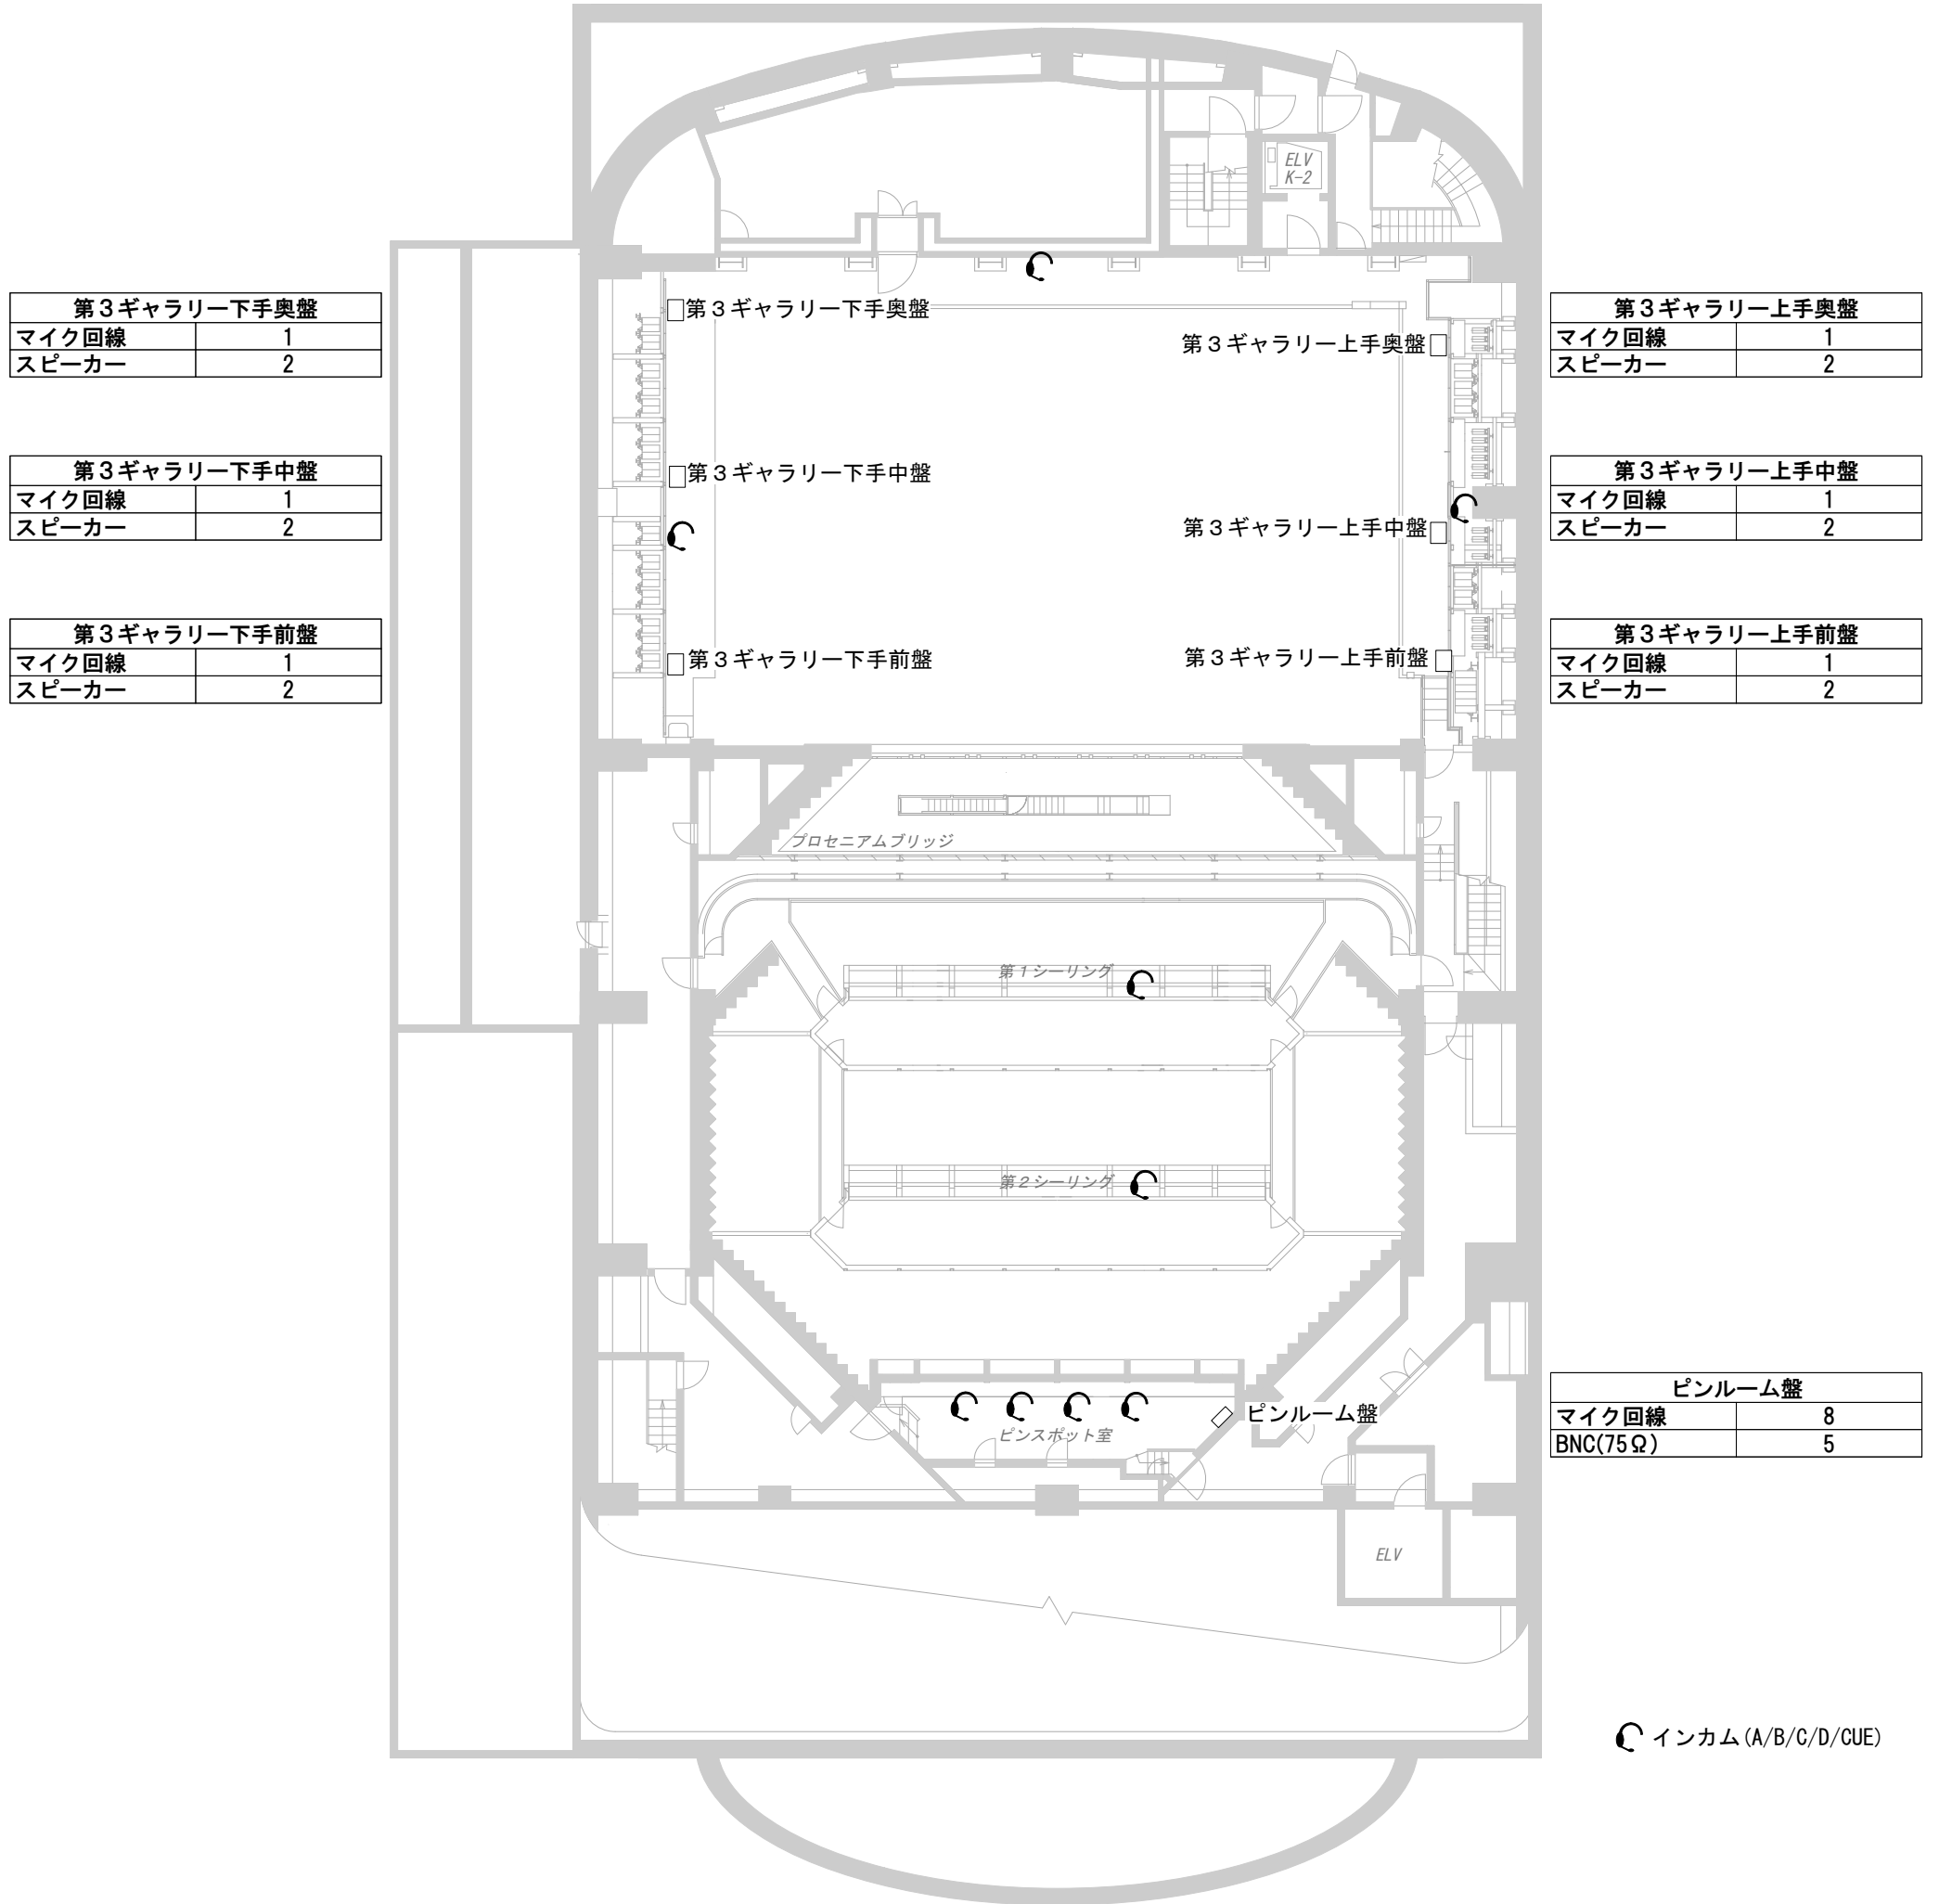 ELV
K-2
第3ギャラリー下手奥盤
マイク回線 1
スピーカー 2
第3ギャラリー下手中盤
マイク回線 1
スピーカー 2
第3ギャラリー下手前盤
マイク回線 1
スピーカー 2
第3ギャラリー下手奥盤
第3ギャラリー上手奥盤
第3ギャラリー下手中盤
第3ギャラリー上手中盤
第3ギャラリー下手前盤
第3ギャラリー上手前盤
第3ギャラリー上手奥盤
マイク回線 1
スピーカー 2
第3ギャラリー上手中盤
マイク回線 1
スピーカー 2
第3ギャラリー上手前盤
マイク回線 1
スピーカー 2
プロセニアムブリッジ
第1シーリング
第2シーリング
ピンルーム盤
ピンスポット室
ピンルーム盤
マイク回線 8
BNC(75Ω) 5
ELV
インカム(A/B/C/D/CUE)